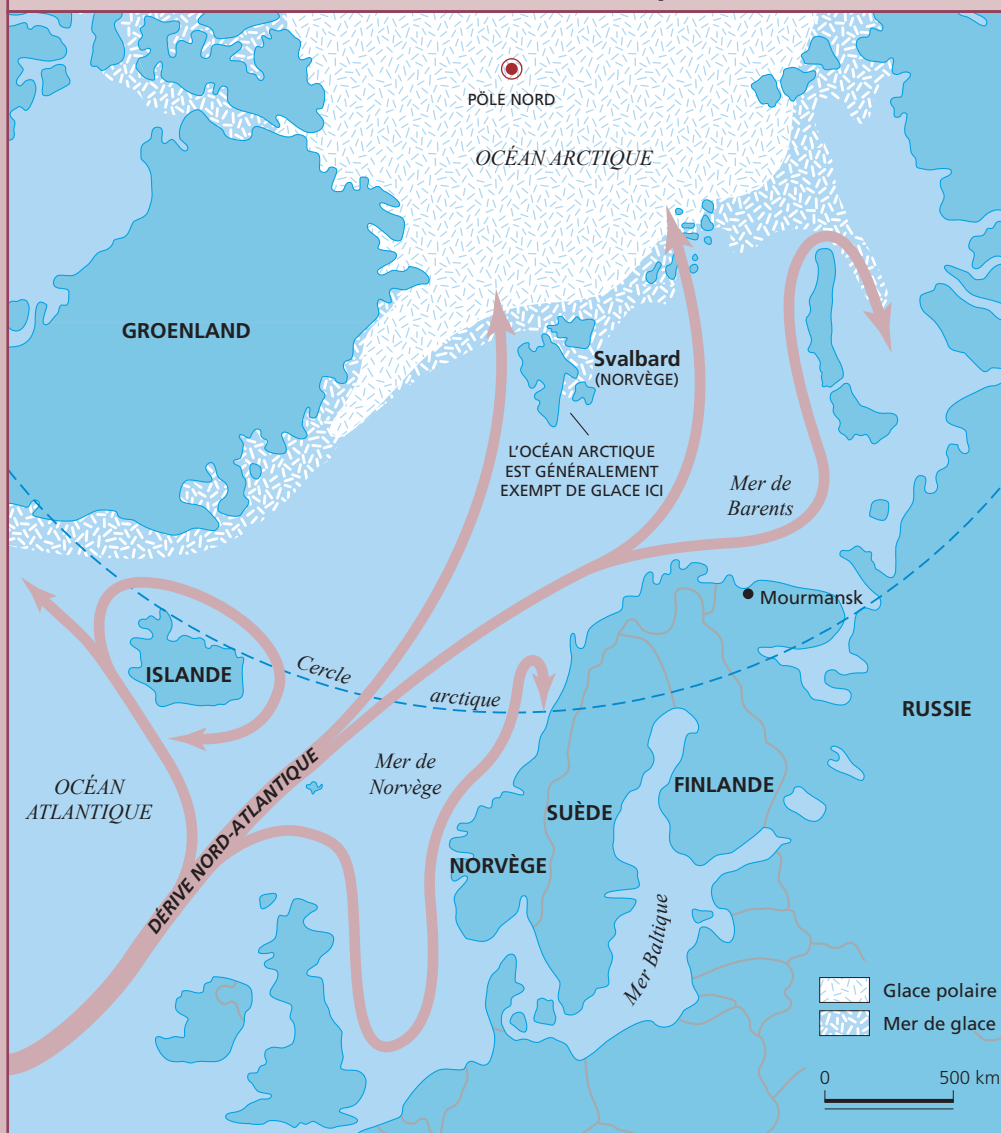 PÖLE NORD
OCÉAN ARCTIQUE
GROENLAND
Svalbard
(NORVÈGE)
L'OCÉAN ARCTIQUE
EST GÉNÉRALEMENT
EXEMPT DE GLACE ICI
Mer de
Barents
Mourmansk
ISLANDE
Cercle
arctique
RUSSIE
OCÉAN
ATLANTIQUE
Mer de
Norvège
DÉRIVE NORD-ATLANTIQUE
SUÈDE
FINLANDE
NORVÈGE
Mer Baltique
Glace polaire
Mer de glace
0 500 km